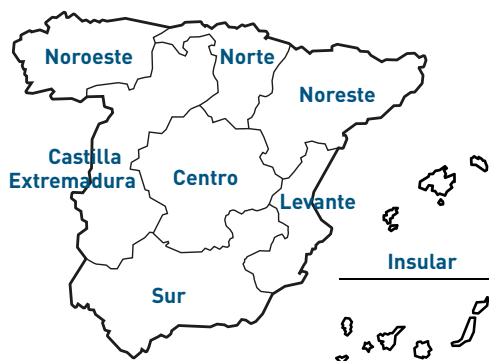 Noroeste
Norte
Noreste
Castilla
Extremadura
Centro
Levante
Insular
Sur